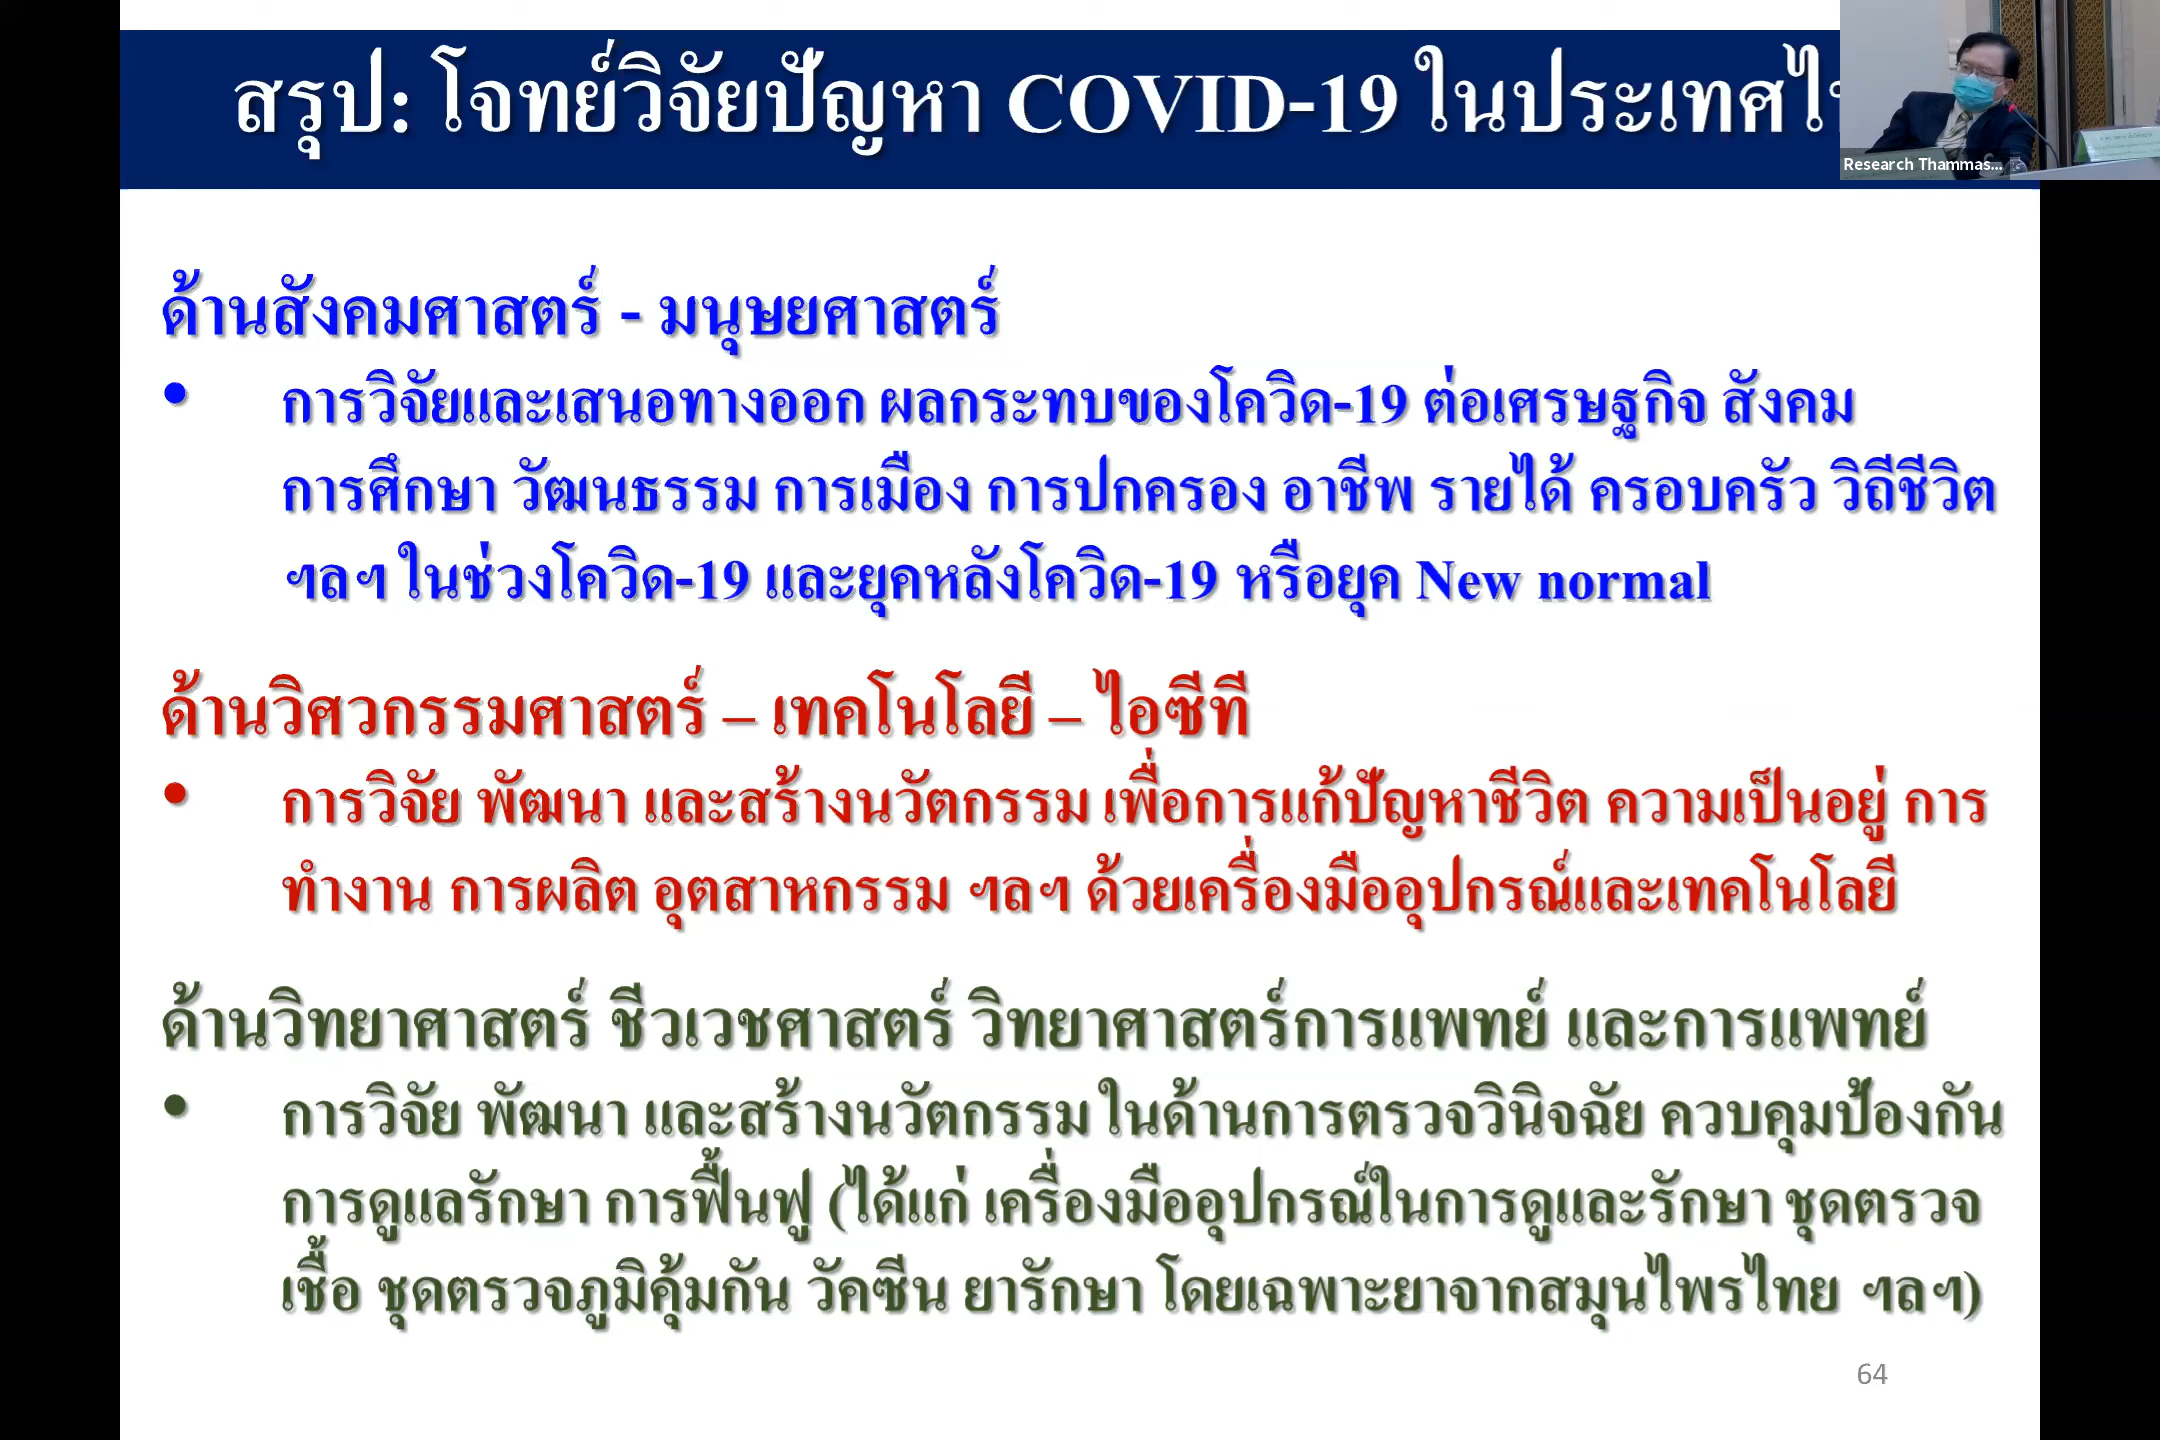 สรุป: โจทย์วิจัยปัญหา COVID-19 ในประเทศไ
Research Thammas...
ด้านสังคมศาสตร์ - มนุษยศาสตร์
• การวิจัยและเสนอทางออก ผลกระทบของโควิด-19 ต่อเศรษฐกิจ สังคม
การศึกษา วัฒนธรรม การเมือง การปกครอง อาชีพ รายได้ ครอบครัว วิถีชีวิต
ฯลฯ ในช่วงโควิด-19 และยุคหลังโควิด-19 หรือยุค New normal
ด้านวิศวกรรมศาสตร์ – เทคโนโลยี – ไอซีที
• การวิจัย พัฒนา และสร้างนวัตกรรม เพื่อการแก้ปัญหาชีวิต ความเป็นอยู่ การ
ทำงาน การผลิต อุตสาหกรรม ฯลฯ ด้วยเครื่องมืออุปกรณ์และเทคโนโลยี
ด้านวิทยาศาสตร์ ชีวเวชศาสตร์ วิทยาศาสตร์การแพทย์ และการแพทย์
• การวิจัย พัฒนา และสร้างนวัตกรรม ในด้านการตรวจวินิจฉัย ควบคุมป้องกัน
การดูแลรักษา การฟื้นฟู (ได้แก่ เครื่องมืออุปกรณ์ในการดูและรักษา ชุดตรวจ
เชื้อ ชุดตรวจภูมิคุ้มกัน วัคซีน ยารักษา โดยเฉพาะยาจากสมุนไพรไทย ฯลฯ)
64